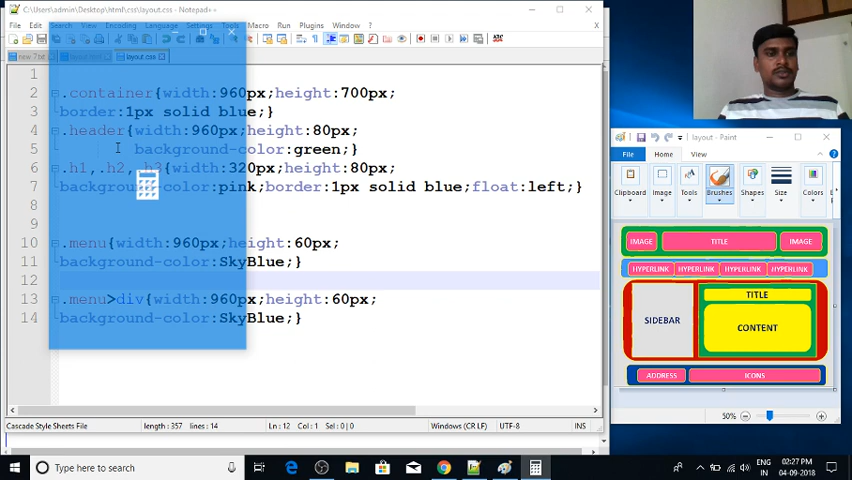 C:\Users\admin\Desktop\html\css\layout.css - Notepad++
File Edit Search View Encoding Language Settings Tools Macro Run Plugins Window ?
layout.css
1
2 .container{width:960px;height:700px;
3 border:1px solid blue;}
4 .header{width:960px;height:80px;
5 background-color:green;}
6 .h1,.h2,.h3{width:320px;height:80px;
7 background-color:pink;border:1px solid blue;float:left;}
8
9
10 .menu{width:960px;height:60px;
11 background-color:SkyBlue;}
12
13 .menu>div{width:960px;height:60px;
14 background-color:SkyBlue;}
Cascade Style Sheets File length : 357 lines : 14 Ln : 12 Col : 1 Sel : 0 | 0 Windows (CR LF) UTF-8 INS
layout - Paint
File Home View
Clipboard Image Tools Brushes Shapes Size Colors
IMAGE TITLE IMAGE
HYPERLINK HYPERLINK HYPERLINK HYPERLINK
SIDEBAR TITLE
CONTENT
ADDRESS ICONS
50%
Type here to search
ENG IN
02:27 PM
04-09-2018